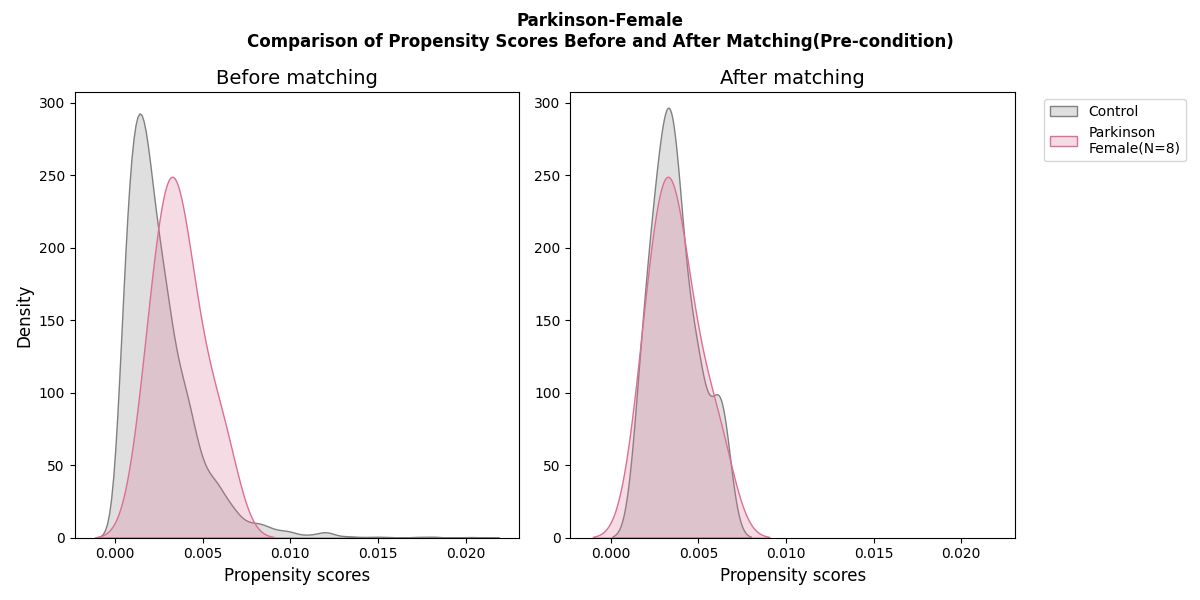 Parkinson-Female
Comparison of Propensity Scores Before and After Matching(Pre-condition)
Before matching
After matching
300
250
200
150
100
50
0
Density
0.000 0.005 0.010 0.015 0.020
Propensity scores
300
250
200
150
100
50
0
0.000 0.005 0.010 0.015 0.020
Propensity scores
Control
Parkinson
Female(N=8)